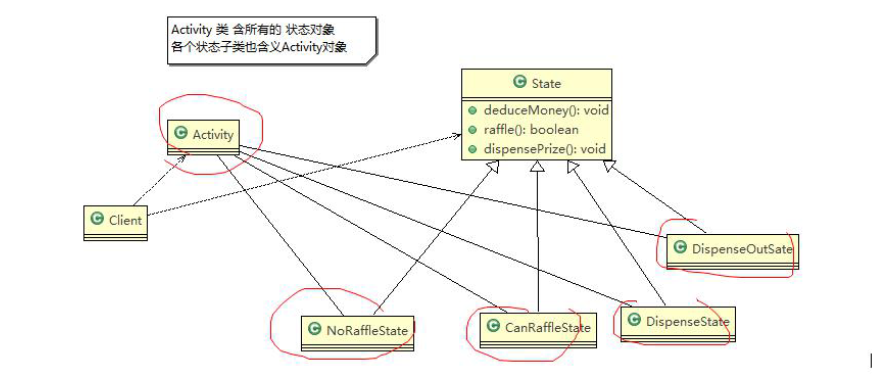 Activity 类 含所有的 状态对象
各个状态子类也含义Activity对象
C State
deduceMoney(): void
raffle(): boolean
dispensePrize(): void
C Activity
C Client
C DispenseOutSate
C NoRaffleState
C CanRaffleState
C DispenseState